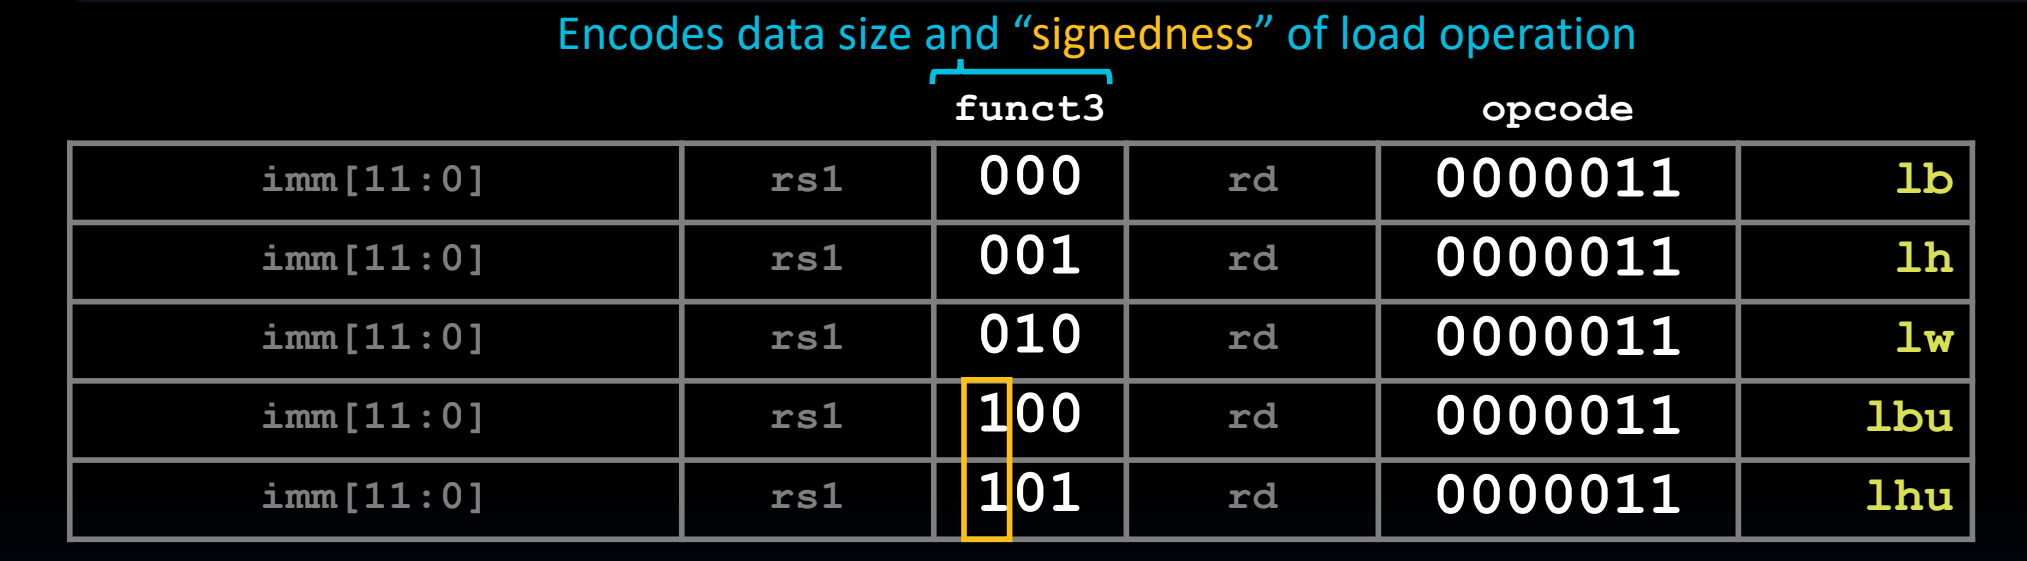 Encodes data size and “signedness” of load operation
funct3 opcode
imm[11:0] rs1 000 rd 0000011 lb
imm[11:0] rs1 001 rd 0000011 lh
imm[11:0] rs1 010 rd 0000011 lw
imm[11:0] rs1 100 rd 0000011 lbu
imm[11:0] rs1 101 rd 0000011 lhu